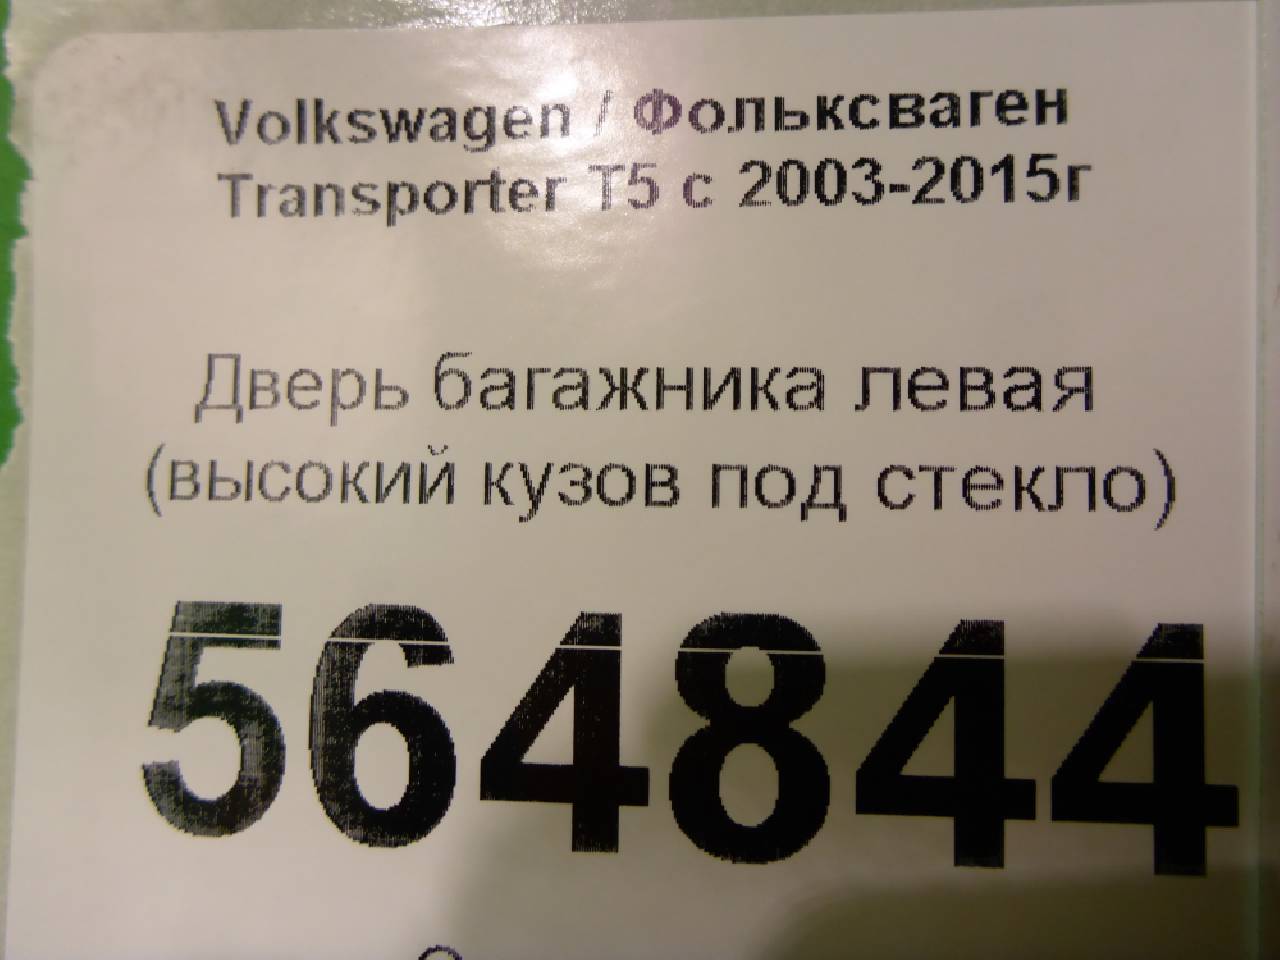 Volkswagen / Фольксваген
Transporter T5 с 2003-2015г
Дверь багажника левая
(высокий кузов под стекло)
564844